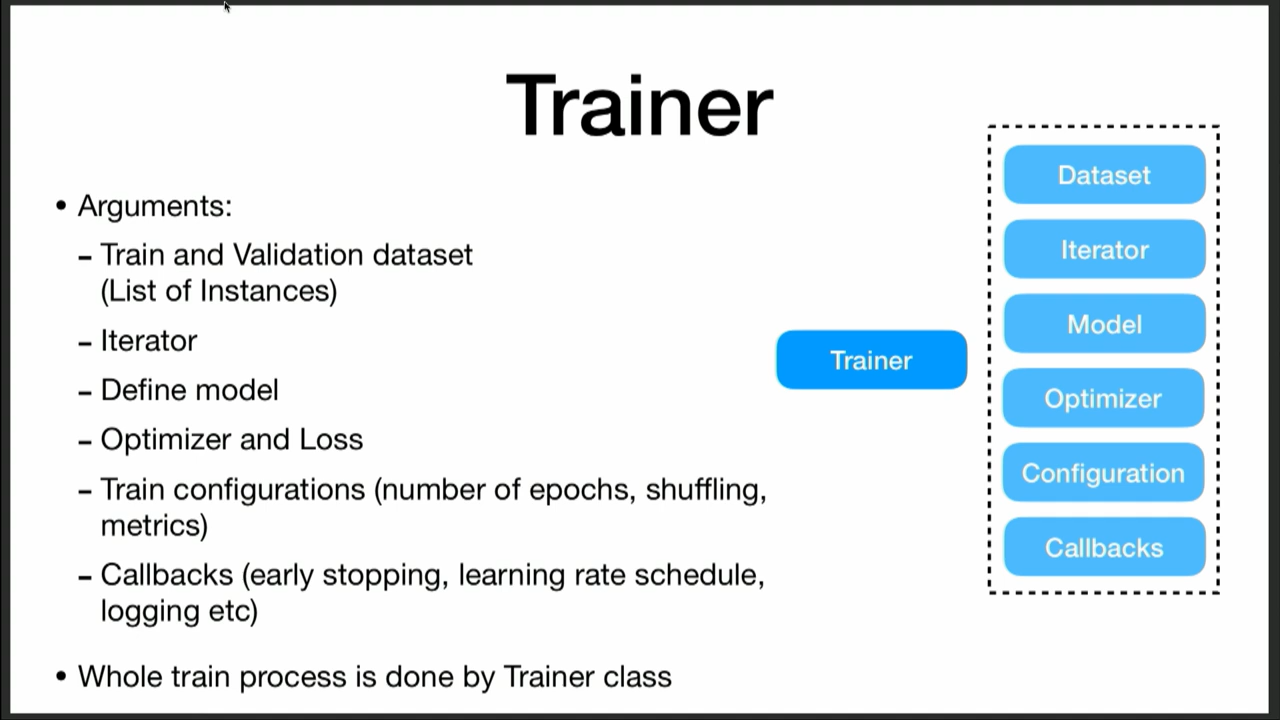 Trainer
• Arguments:
– Train and Validation dataset
(List of Instances)
– Iterator
– Define model
– Optimizer and Loss
– Train configurations (number of epochs, shuffling,
metrics)
– Callbacks (early stopping, learning rate schedule,
logging etc)
• Whole train process is done by Trainer class
Trainer
Dataset
Iterator
Model
Optimizer
Configuration
Callbacks